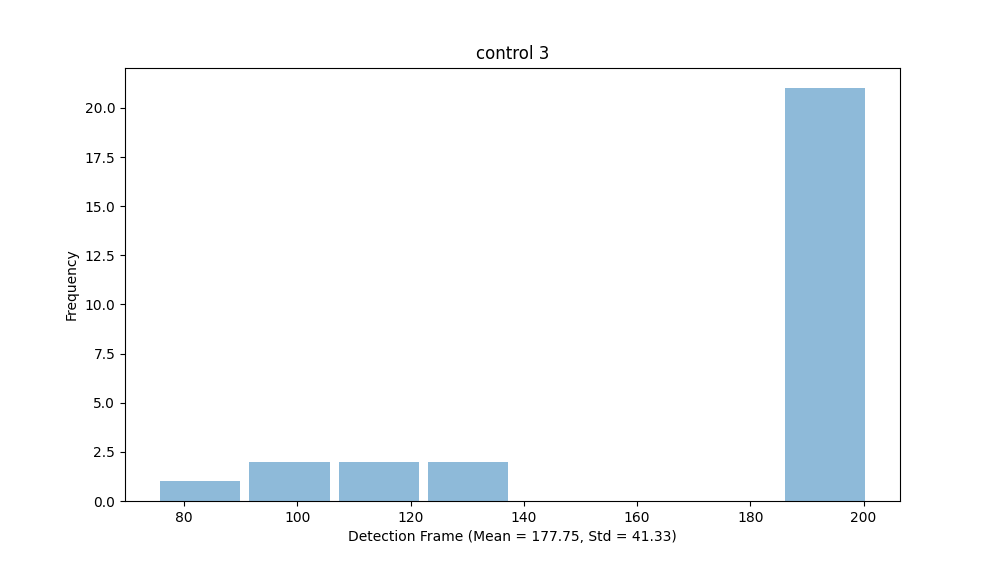 control 3
20.0
17.5
15.0
12.5
10.0
7.5
5.0
2.5
0.0
Frequency
80 100 120 140 160 180 200
Detection Frame (Mean = 177.75, Std = 41.33)